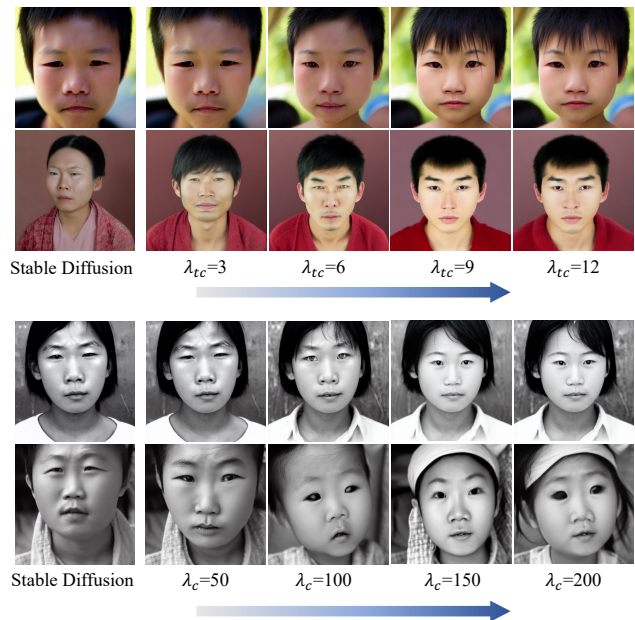 Stable Diffusion λtc=3 λtc=6 λtc=9 λtc=12
Stable Diffusion λc=50 λc=100 λc=150 λc=200